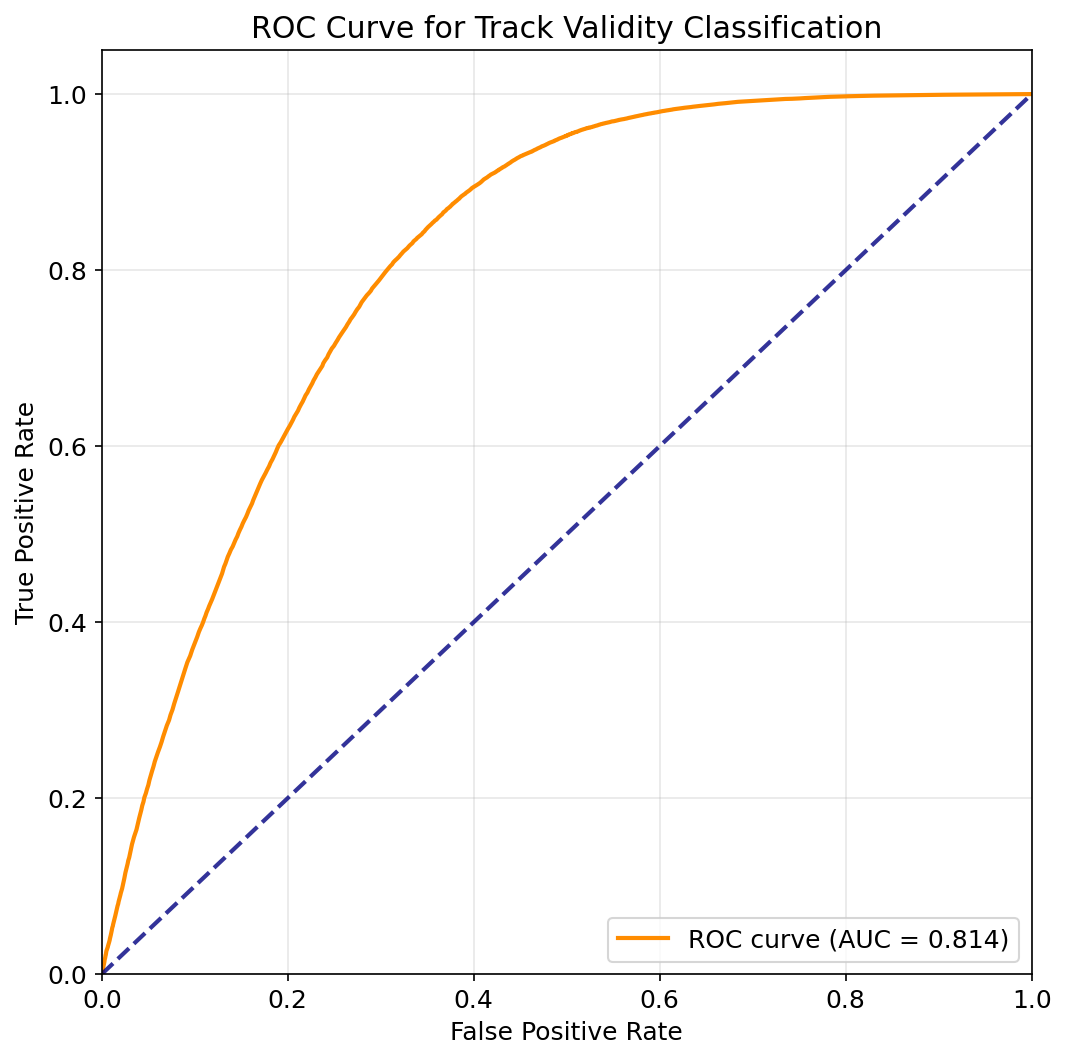 ROC Curve for Track Validity Classification
True Positive Rate
1.0
0.8
0.6
0.4
0.2
0.0
ROC curve (AUC = 0.814)
0.0 0.2 0.4 0.6 0.8 1.0
False Positive Rate